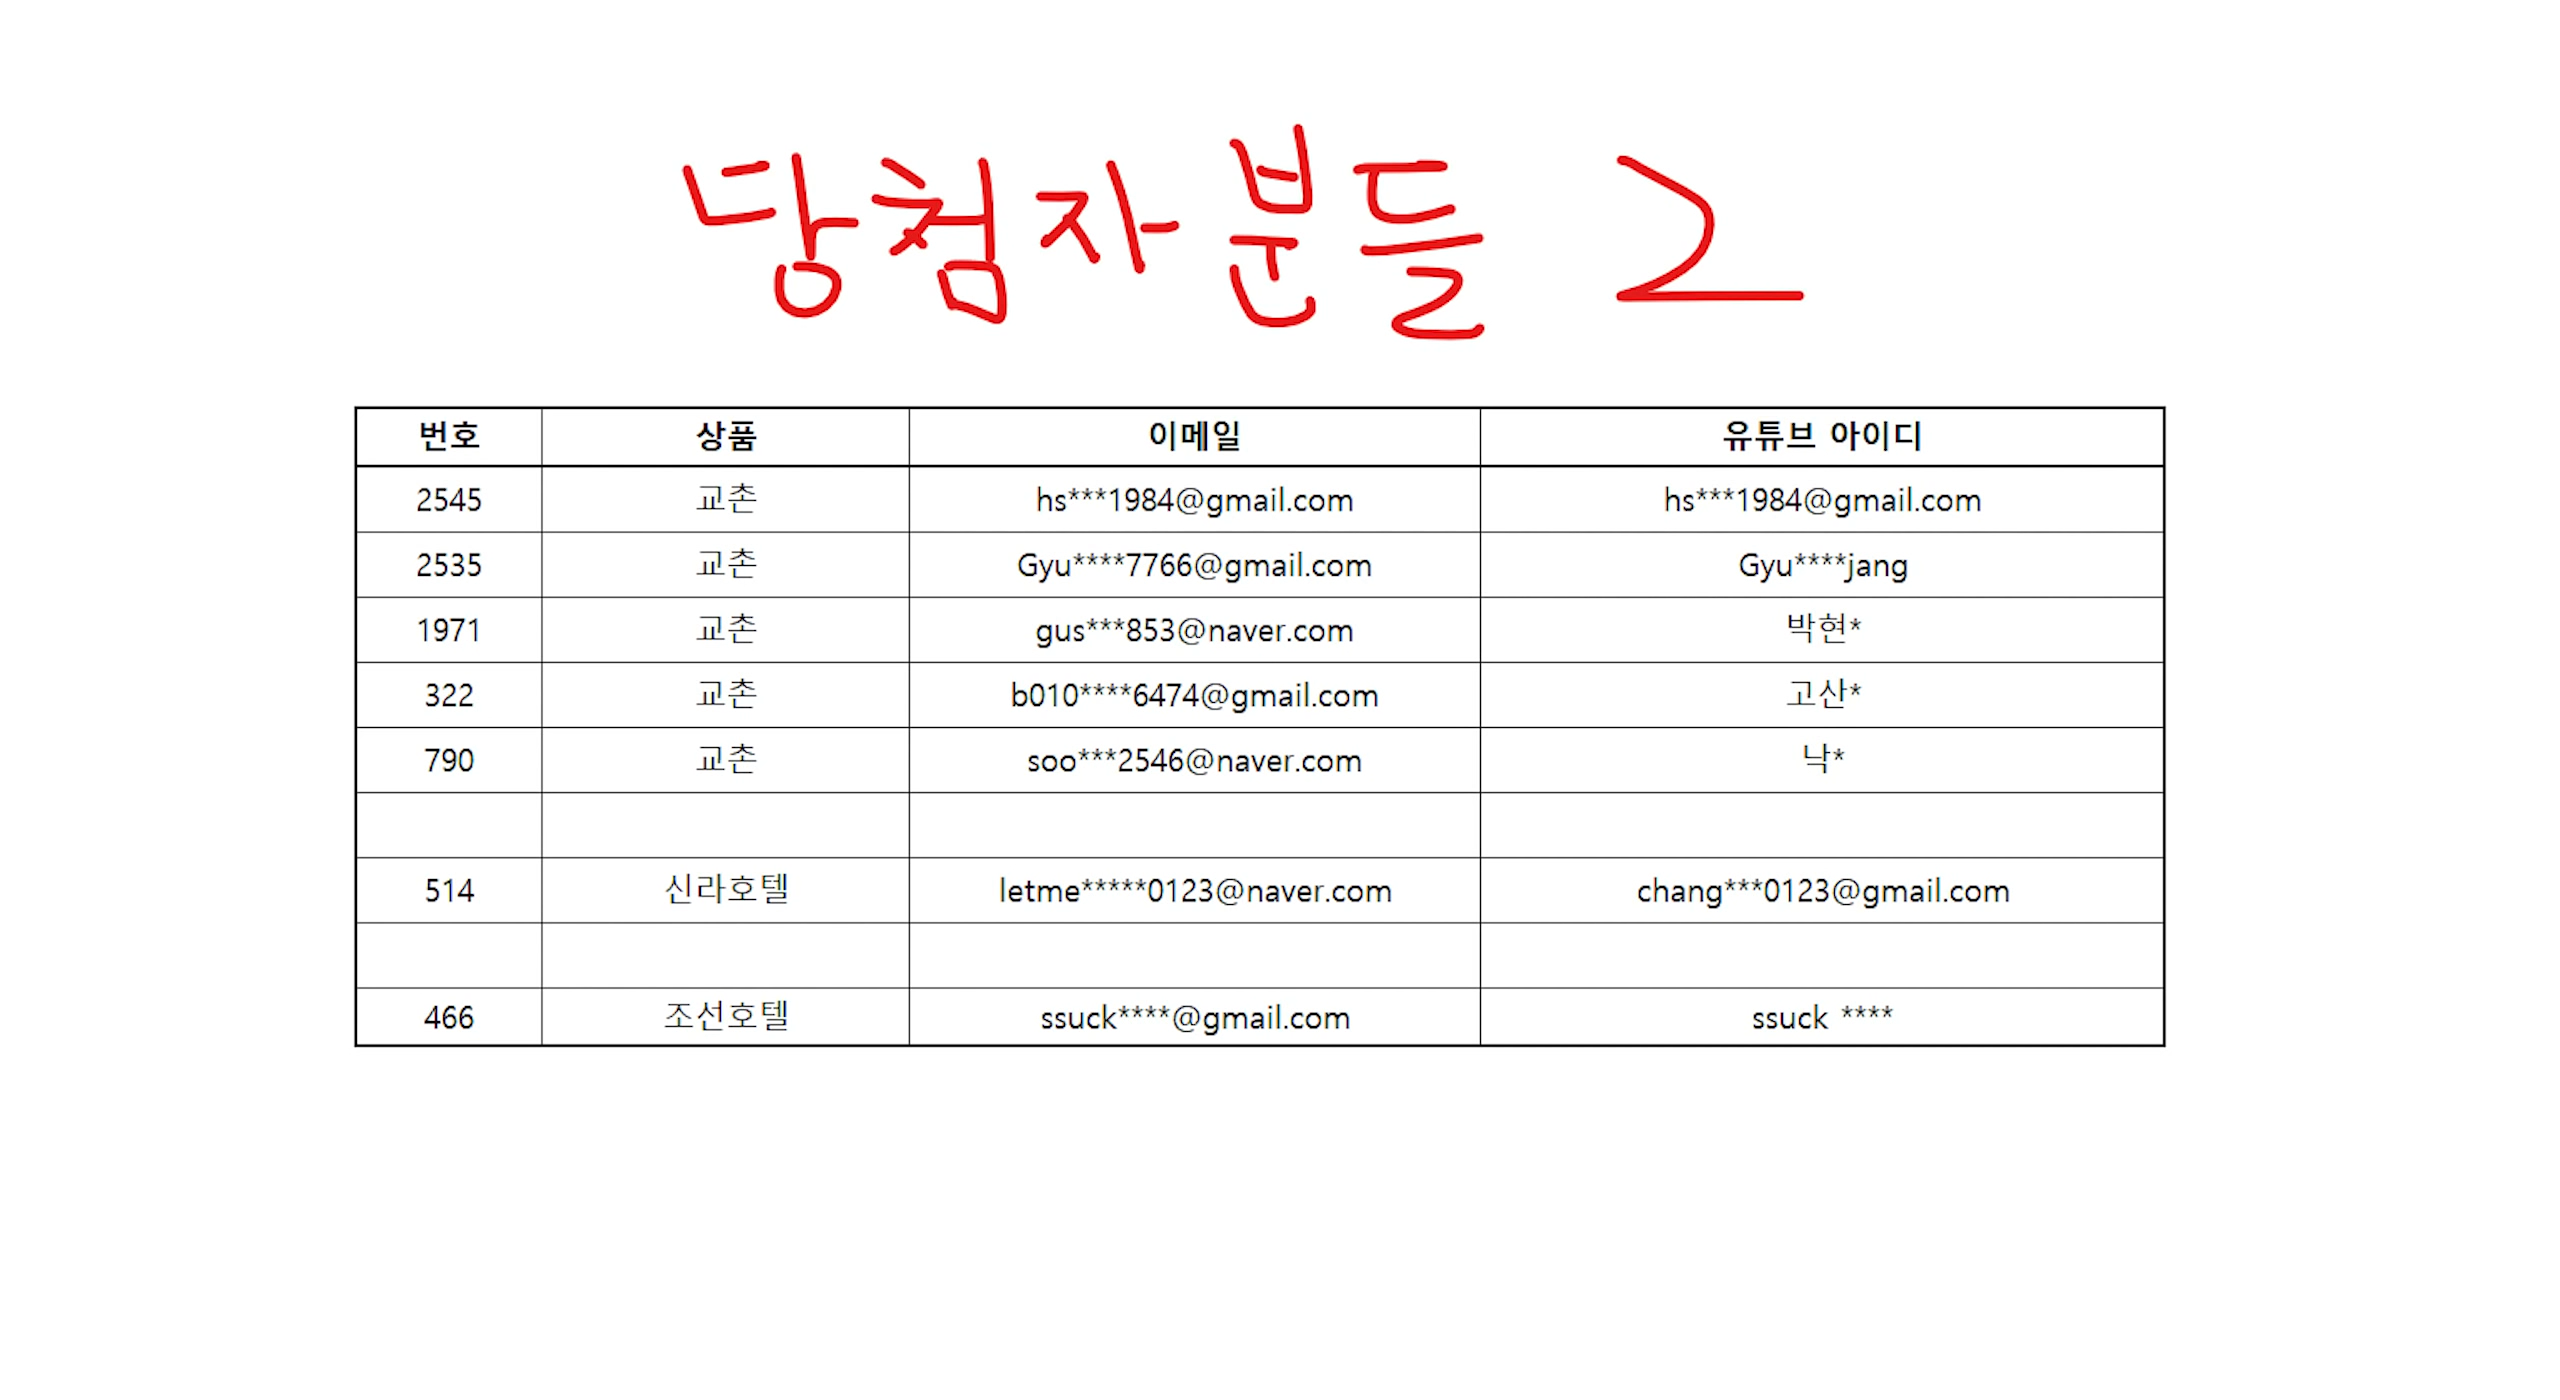 당첨자분들 2
번호 상품 이메일 유튜브 아이디
2545 교촌 hs***1984@gmail.com hs***1984@gmail.com
2535 교촌 Gyu****7766@gmail.com Gyu****jang
1971 교촌 gus***853@naver.com 박현*
322 교촌 b010****6474@gmail.com 고산*
790 교촌 soo***2546@naver.com 낙*
514 신라호텔 letme*****0123@naver.com chang***0123@gmail.com
466 조선호텔 ssuck****@gmail.com ssuck ****